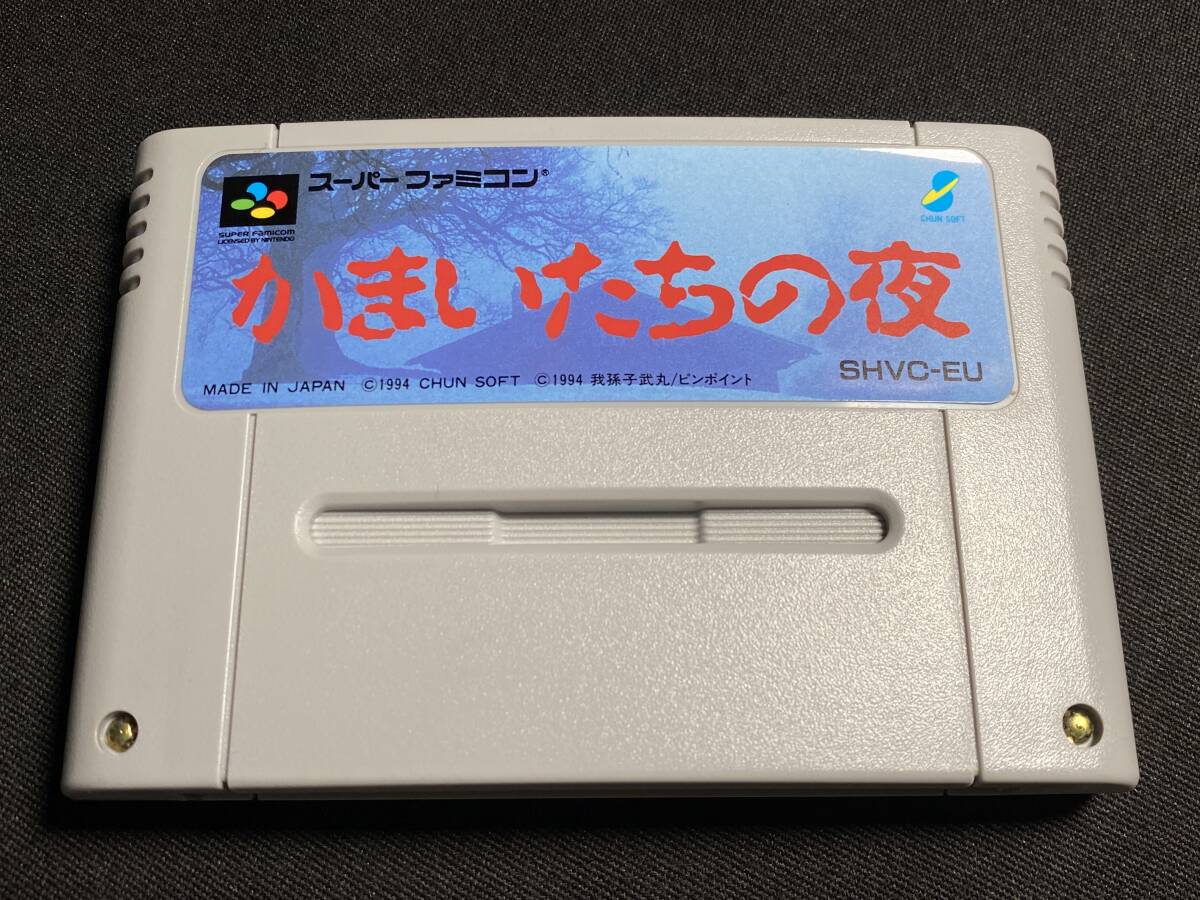 スーパーファミコン®
SUPER FAMICOM
LICENSED BY NINTENDO
CHUN SOFT
かまいたちの夜
SHVC-EU
MADE IN JAPAN ©1994 CHUN SOFT ©1994 我孫子武丸/ピンポイント